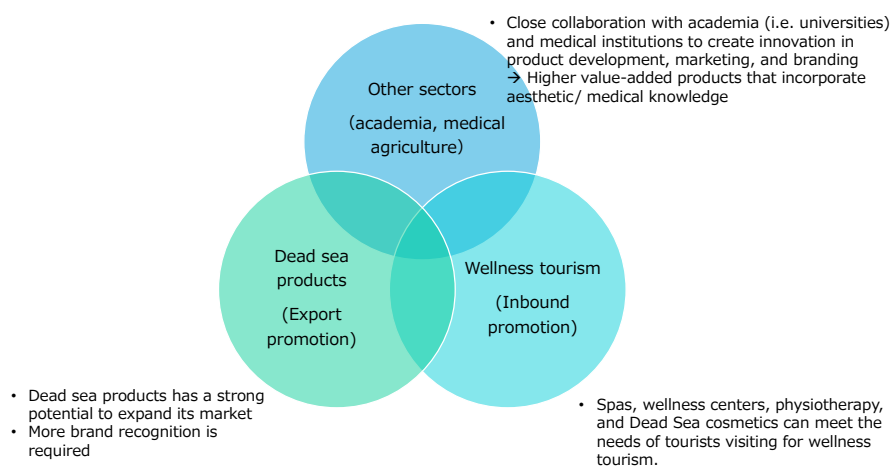 • Close collaboration with academia (i.e. universities)
and medical institutions to create innovation in
product development, marketing, and branding
→ Higher value-added products that incorporate
aesthetic/ medical knowledge
Other sectors
(academia, medical
agriculture)
Dead sea
products
(Export
promotion)
Wellness tourism
(Inbound
promotion)
• Dead sea products has a strong
potential to expand its market
• More brand recognition is
required
• Spas, wellness centers, physiotherapy,
and Dead Sea cosmetics can meet the
needs of tourists visiting for wellness
tourism.